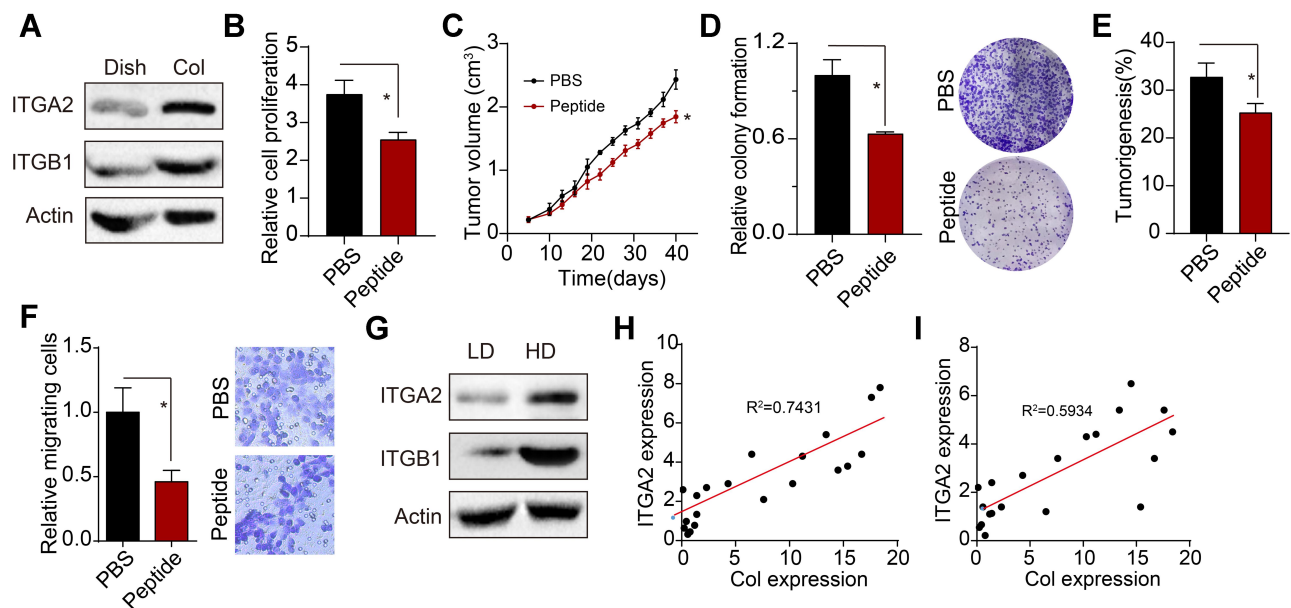 A
Dish Col
ITGA2
ITGB1
Actin
B
Relative cell proliferation
5
4
3
2
1
0
PBS
Peptide
*
C
Tumor volume (cm³)
3
2
1
0
PBS
Peptide
*
0 10 20 30 40
Time(days)
D
Relative colony formation
1.2
0.6
0.0
*
PBS
Peptide
PBS
Peptide
E
Tumorigenesis(%)
40
30
20
10
0
*
PBS
Peptide
F
Relative migrating cells
1.5
1.0
0.5
0.0
*
PBS
Peptide
PBS
Peptide
G
LD HD
ITGA2
ITGB1
Actin
H
ITGA2 expression
10
8
6
4
2
0
R²=0.7431
0 5 10 15 20
Col expression
I
ITGA2 expression
8
6
4
2
0
R²=0.5934
0 5 10 15 20
Col expression